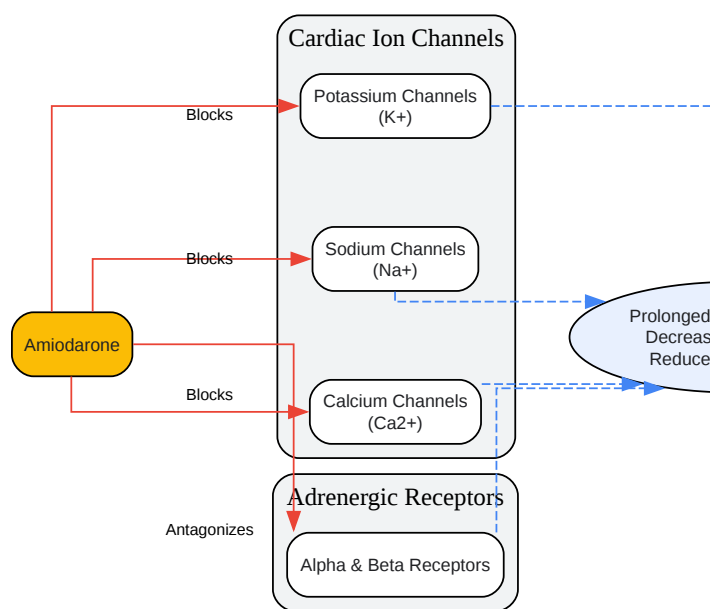 Cardiac Ion Channels
Potassium Channels
(K+)
Blocks
Sodium Channels
(Na+)
Blocks
Prolonged
Decreas
Reduce
Amiodarone
Calcium Channels
(Ca2+)
Blocks
Adrenergic Receptors
Antagonizes
Alpha & Beta Receptors